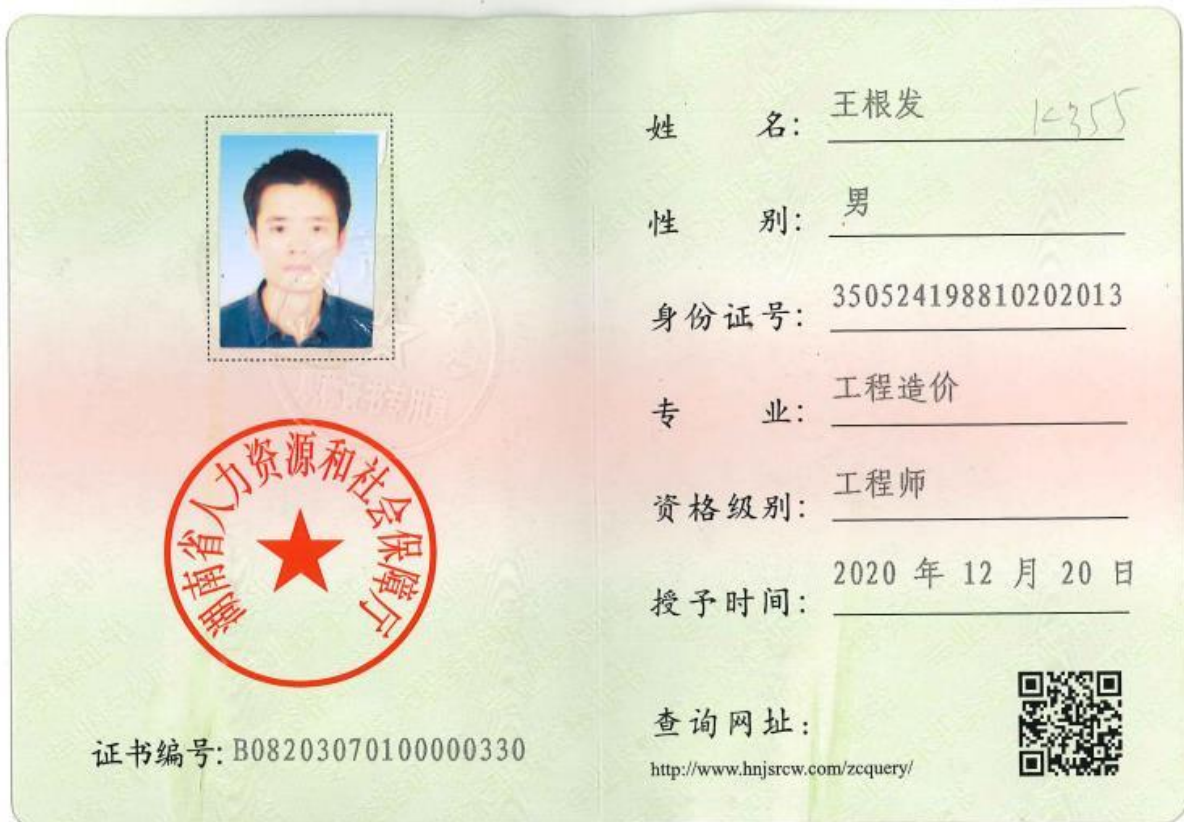 湖南省人力资源和社会保障厅
证书编号: B08203070100000330
姓 名: 王根发 K355
性 别: 男
身份证号: 350524198810202013
专 业: 工程造价
资格级别: 工程师
授予时间: 2020 年 12 月 20 日
查询网址:
http://www.hnjsrcw.com/zcquery/